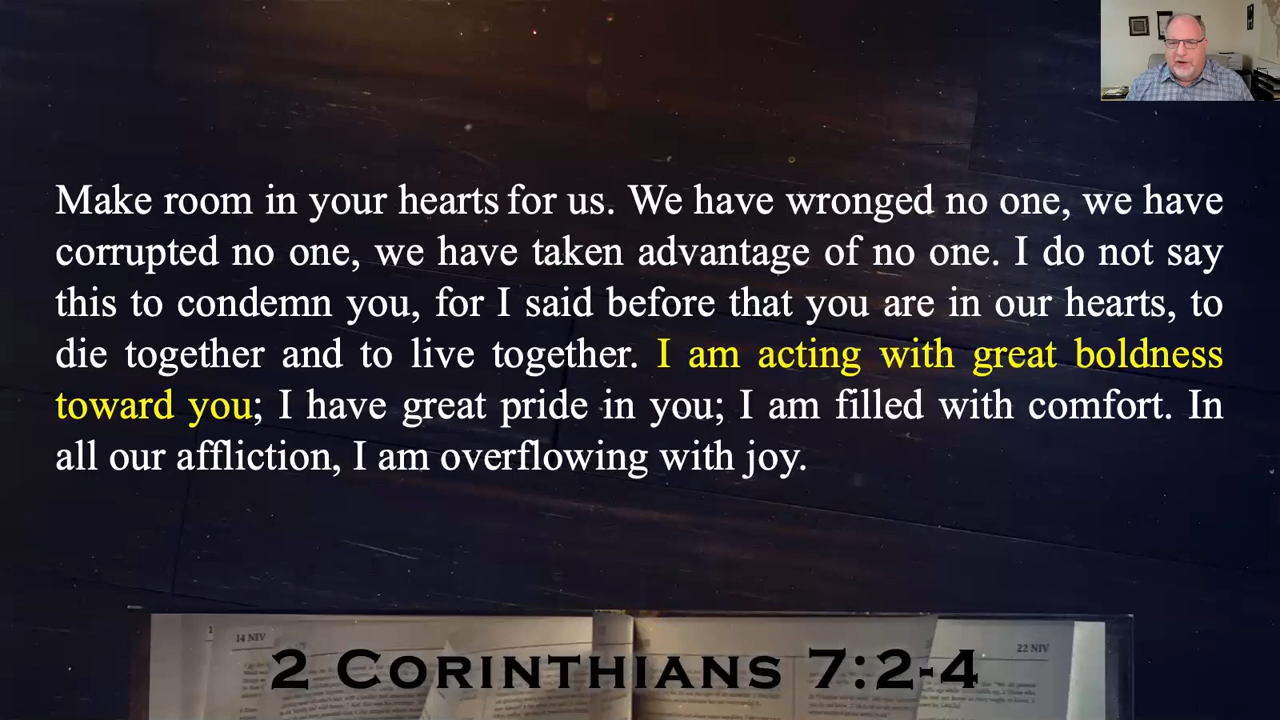 Make room in your hearts for us. We have wronged no one, we have
corrupted no one, we have taken advantage of no one. I do not say
this to condemn you, for I said before that you are in our hearts, to
die together and to live together. I am acting with great boldness
toward you; I have great pride in you; I am filled with comfort. In
all our affliction, I am overflowing with joy.
14 NIV
22 NIV
2 Corinthians 7:2-4